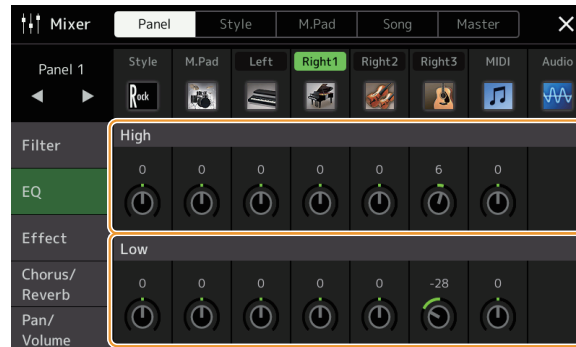 Mixer
Panel Style M.Pad Song Master
Panel 1
Style M.Pad Left Right1 Right2 Right3 MIDI Audio
Rock
Filter
High
0 0 0 0 0 6 0
EQ
Effect
Low
Chorus/
Reverb
0 0 0 0 0 -28 0
Pan/
Volume